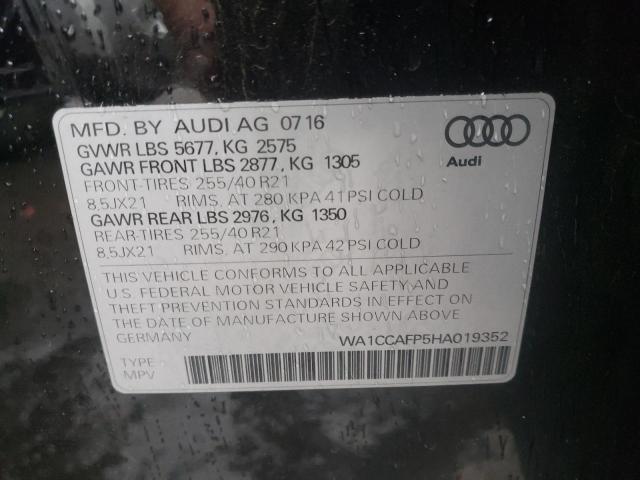 MFD. BY AUDI AG 0716
GVWR LBS 5677, KG 2575
GAWR FRONT LBS 2877, KG 1305
FRONT-TIRES 255/40 R21
8,5JX21 RIMS, AT 280 KPA 41 PSI COLD
GAWR REAR LBS 2976, KG 1350
REAR-TIRES 255/40 R21
8,5JX21 RIMS, AT 290 KPA 42 PSI COLD
Audi
THIS VEHICLE CONFORMS TO ALL APPLICABLE
U.S. FEDERAL MOTOR VEHICLE SAFETY AND
THEFT PREVENTION STANDARDS IN EFFECT ON
THE DATE OF MANUFACTURE SHOWN ABOVE
GERMANY
WA1CCAFP5HA019352
TYPE
MPV